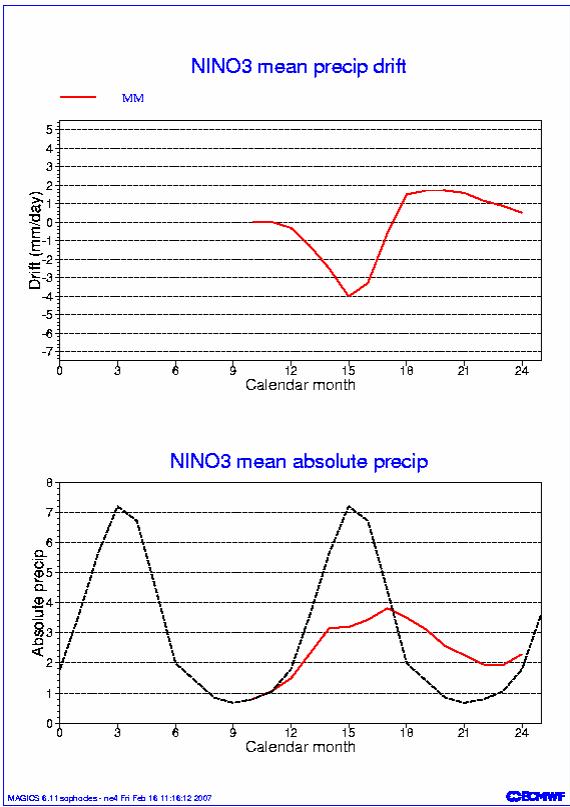 NINO3 mean precip drift
MM
5
4
3
2
1
0
-1
-2
-3
-4
-5
-6
-7
Drift (mm/day)
0 3 6 9 12 15 18 21 24
Calendar month
NINO3 mean absolute precip
8
7
6
5
4
3
2
1
0
Absolute precip
0 3 6 9 12 15 18 21 24
Calendar month
MAGICS 6.11 sophocles - ne4 Fri Feb 16 11:16:12 2007
ECMWF